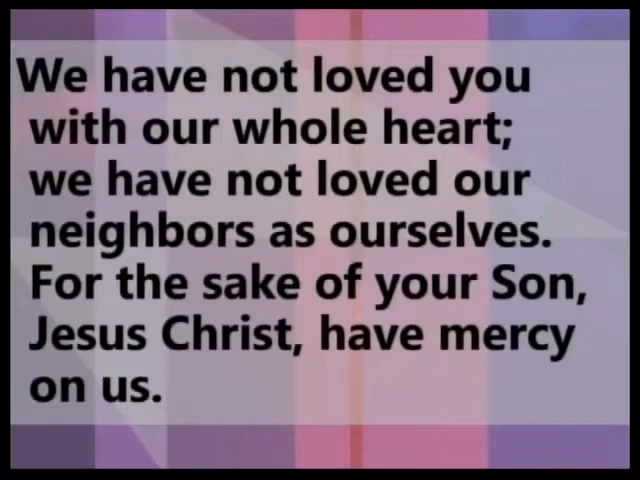 We have not loved you
with our whole heart;
we have not loved our
neighbors as ourselves.
For the sake of your Son,
Jesus Christ, have mercy
on us.